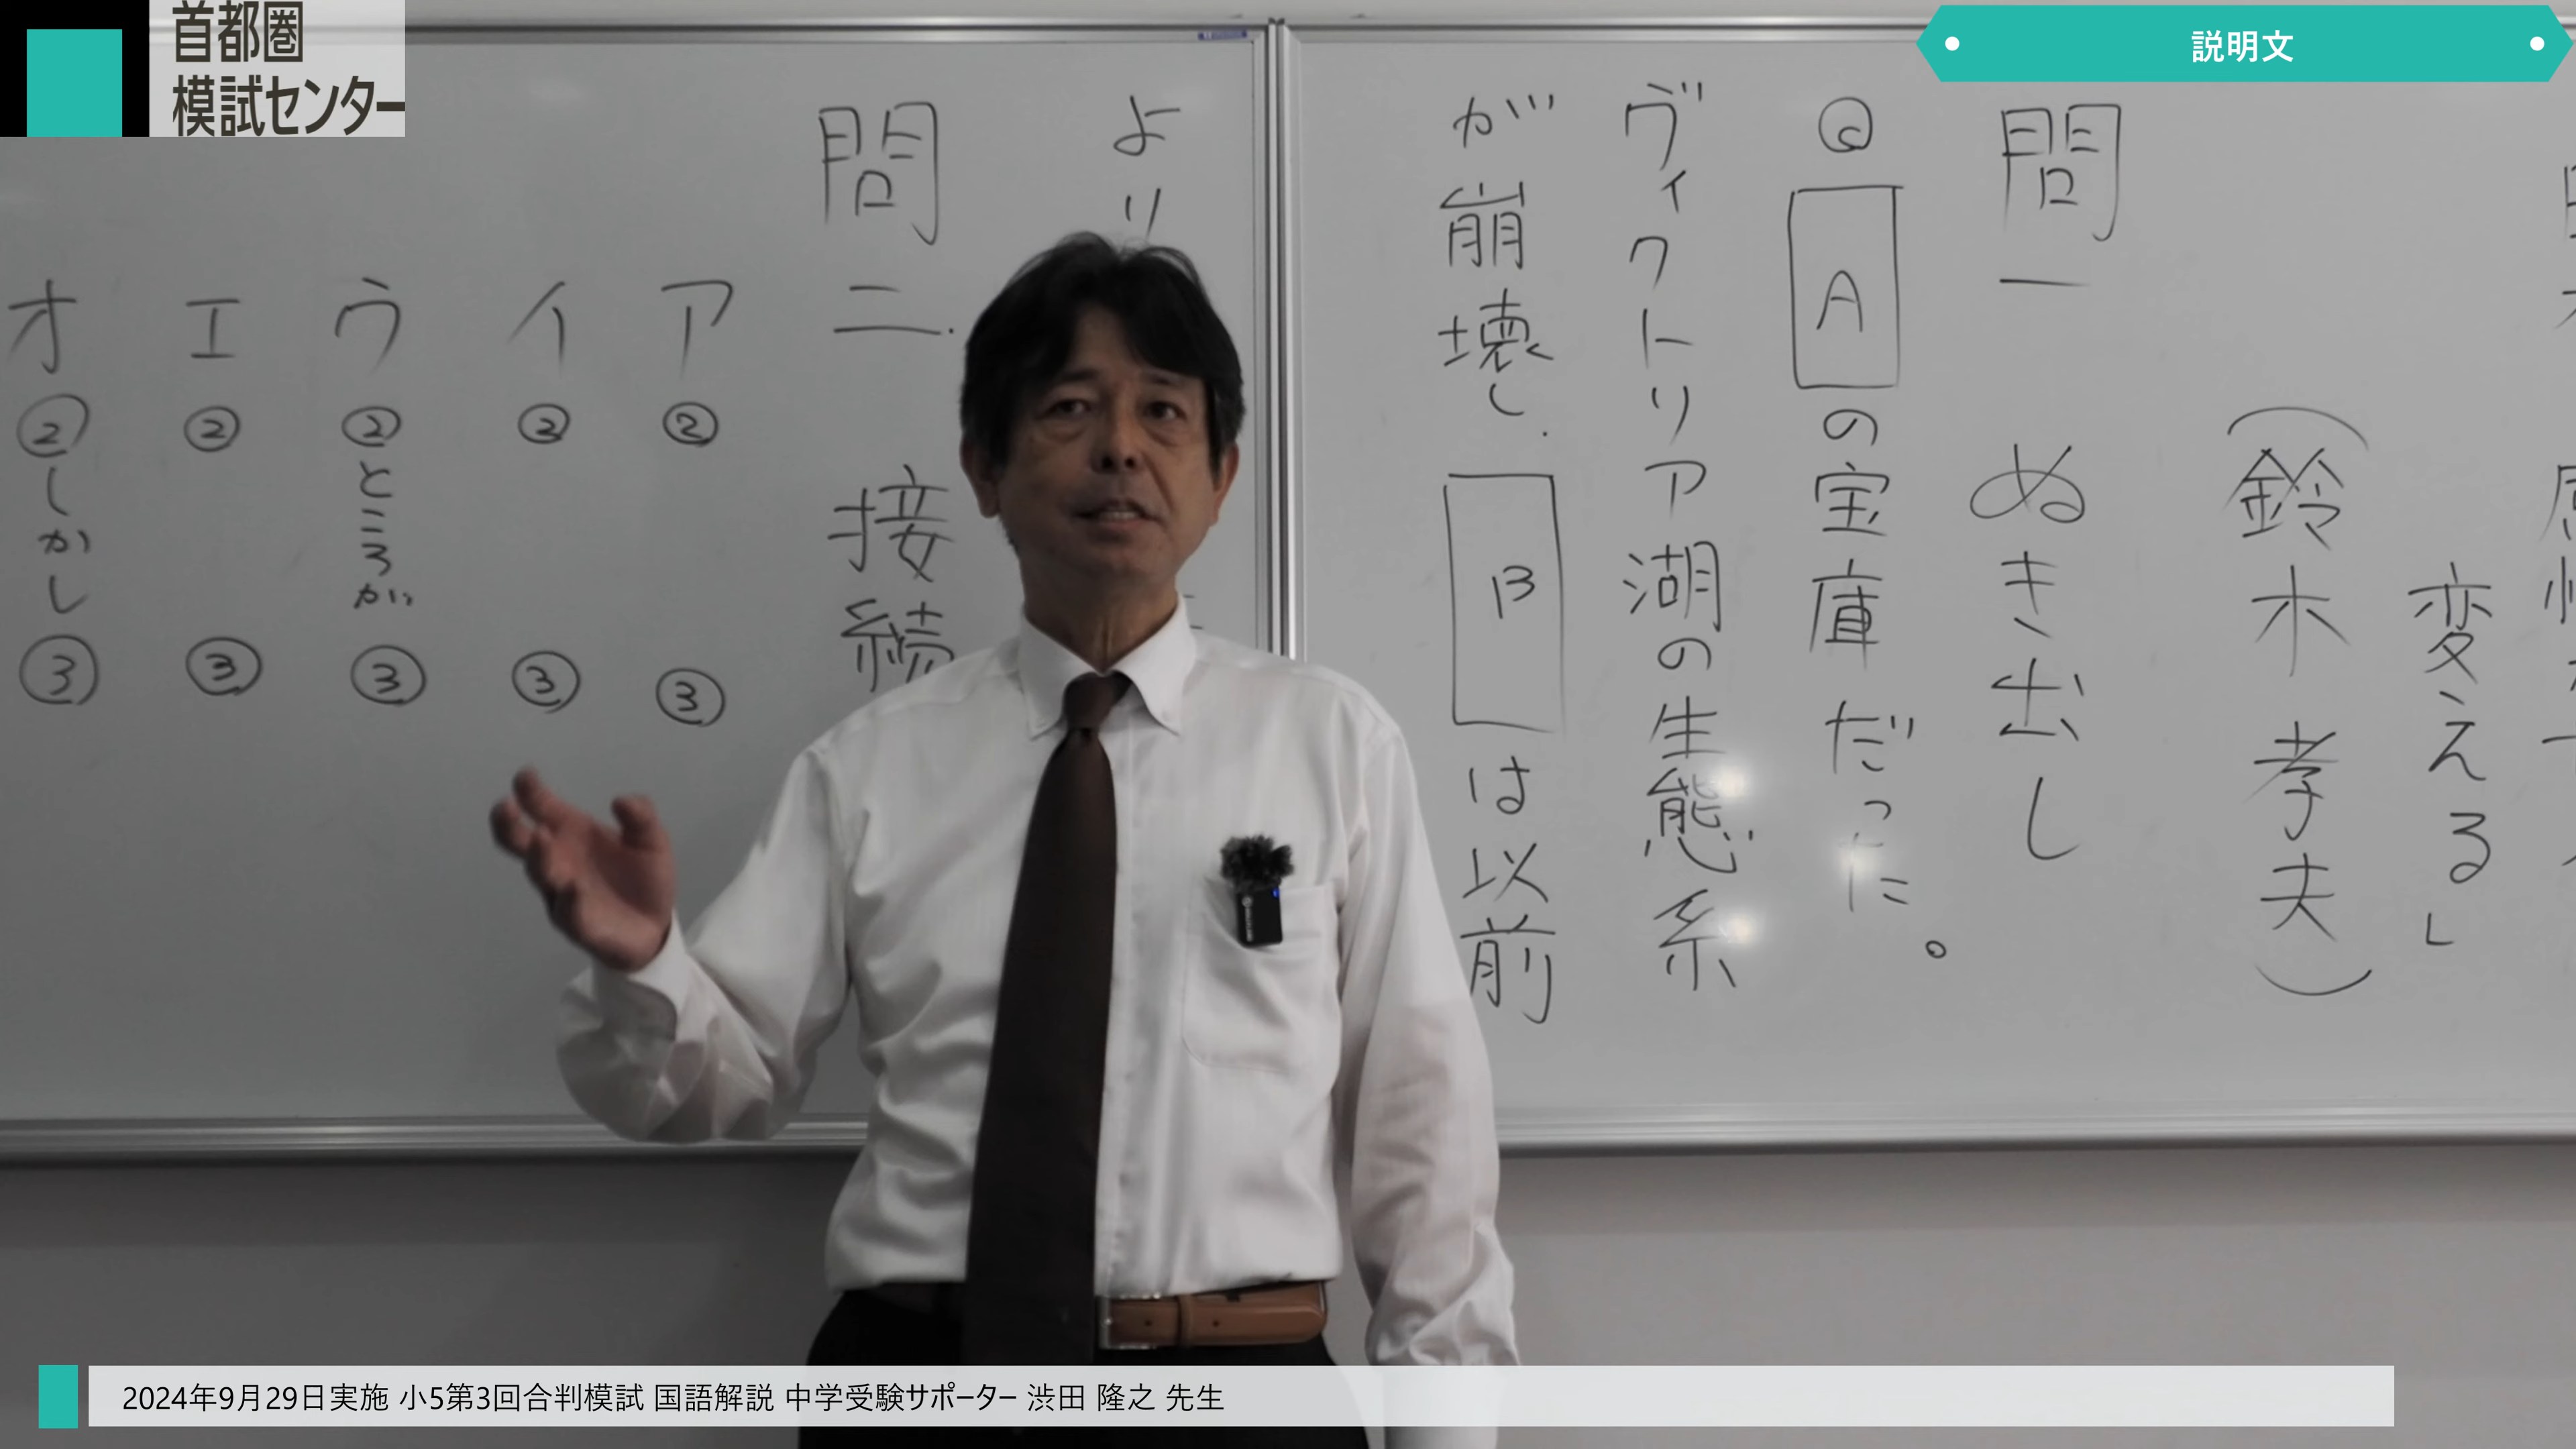 首都圏
模試センター
説明文
変える」
(鈴木孝夫)
問一 ぬき出し
@ A の宝庫だった。
ヴィクトリア湖の生態系
が崩壊し、 B は以前
より
問二、接続
ア ② ③
イ ② ③
ウ ② ところが ③
エ ② ③
オ ② しかし ③
2024年9月29日実施 小5第3回合判模試 国語解説 中学受験サポーター 渋田 隆之 先生